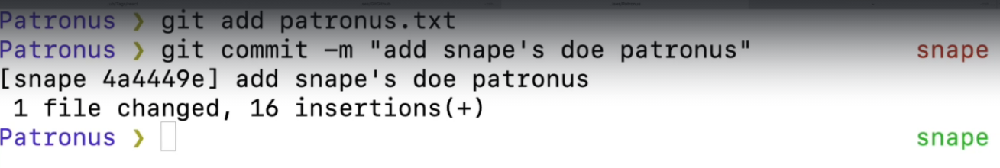 Patronus ❯ git add patronus.txt
Patronus ❯ git commit -m "add snape's doe patronus" snape
[snape 4a4449e] add snape's doe patronus
 1 file changed, 16 insertions(+)
Patronus ❯ snape